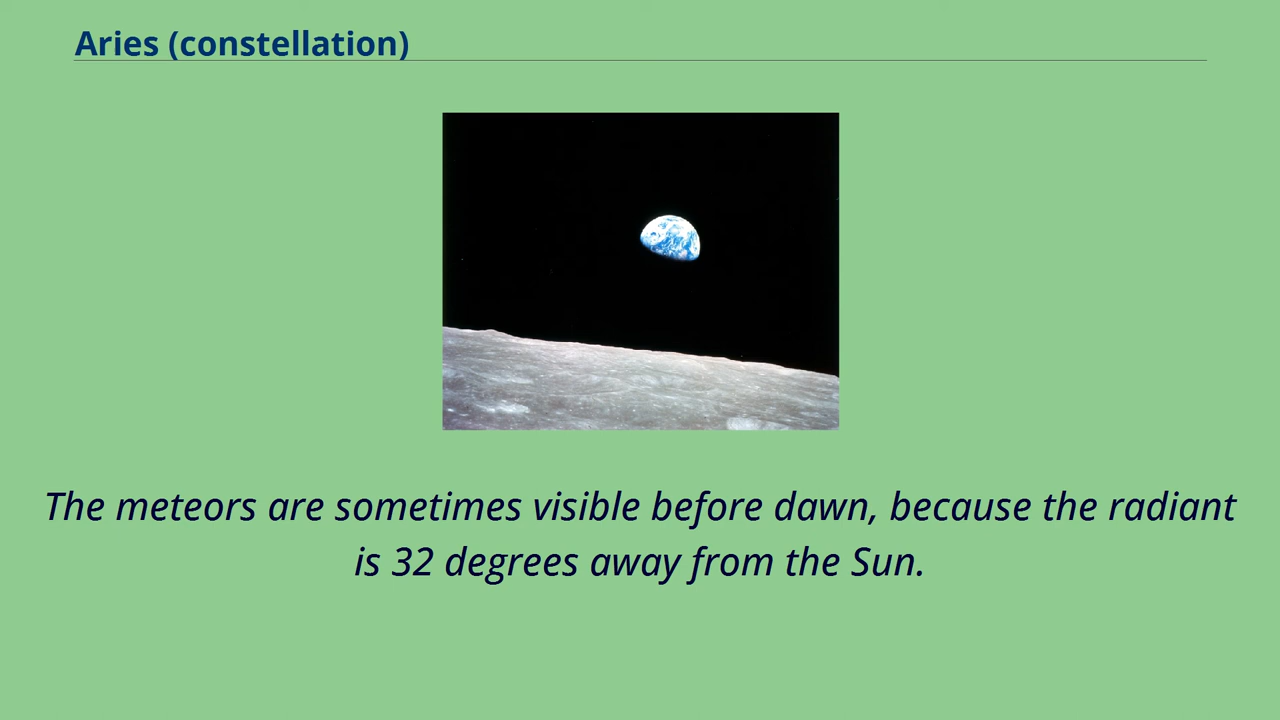 Aries (constellation)
The meteors are sometimes visible before dawn, because the radiant
is 32 degrees away from the Sun.